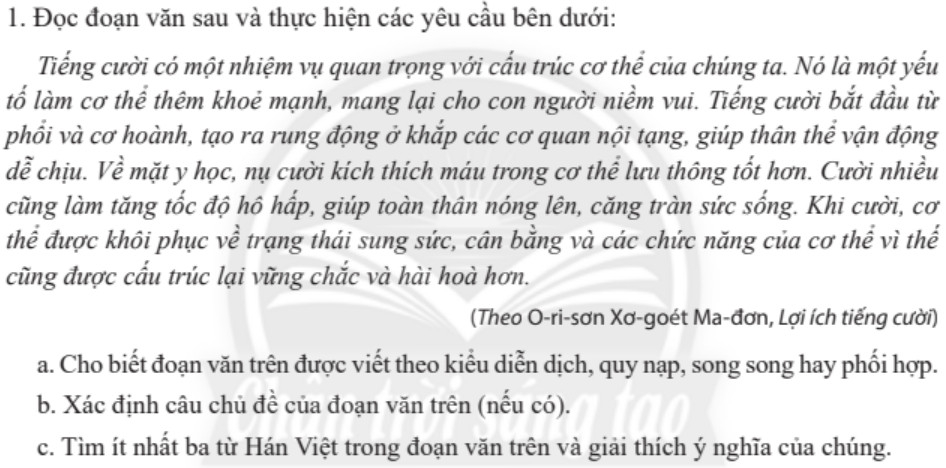 1. Đọc đoạn văn sau và thực hiện các yêu cầu bên dưới:
Tiếng cười có một nhiệm vụ quan trọng với cấu trúc cơ thể của chúng ta. Nó là một yếu
tố làm cơ thể thêm khoẻ mạnh, mang lại cho con người niềm vui. Tiếng cười bắt đầu từ
phổi và cơ hoành, tạo ra rung động ở khắp các cơ quan nội tạng, giúp thân thể vận động
dễ chịu. Về mặt y học, nụ cười kích thích máu trong cơ thể lưu thông tốt hơn. Cười nhiều
cũng làm tăng tốc độ hô hấp, giúp toàn thân nóng lên, căng tràn sức sống. Khi cười, cơ
thể được khôi phục về trạng thái sung sức, cân bằng và các chức năng của cơ thể vì thế
cũng được cấu trúc lại vững chắc và hài hoà hơn.
(Theo O-ri-sơn Xơ-goét Ma-đơn, Lợi ích tiếng cười)
a. Cho biết đoạn văn trên được viết theo kiểu diễn dịch, quy nạp, song song hay phối hợp.
b. Xác định câu chủ đề của đoạn văn trên (nếu có).
Chân trời sáng tạo
c. Tìm ít nhất ba từ Hán Việt trong đoạn văn trên và giải thích ý nghĩa của chúng.